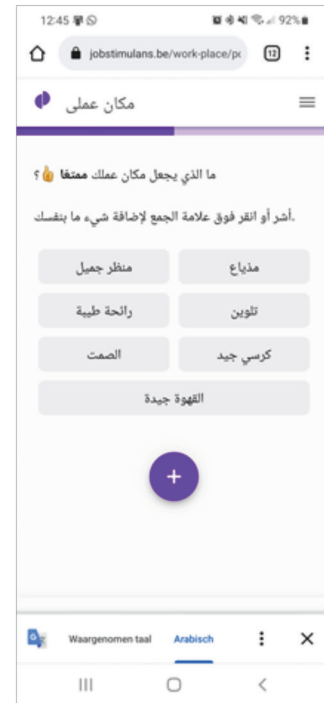 12:45
92%
jobstimulans.be/work-place/pe
12
مكان عملي
ما الذي يجعل مكان عملك ممتعًا 👍؟
.أشر أو انقر فوق علامة الجمع لإضافة شيء ما بنفسك
مذياع
منظر جميل
تلوين
رائحة طيبة
كرسي جيد
الصمت
القهوة جيدة
+
Waargenomen taal
Arabisch